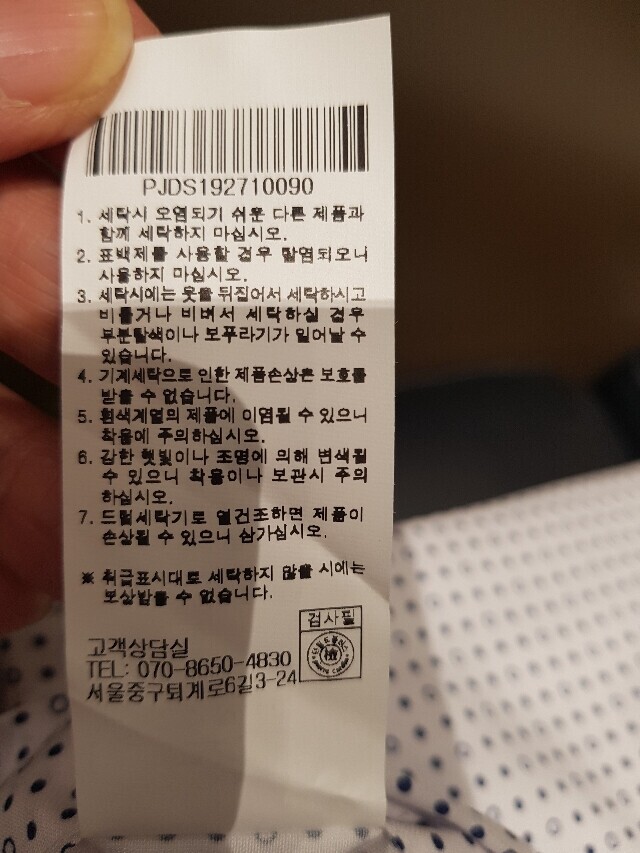 PJDS192710090
1. 세탁시 오염되기 쉬운 다른 제품과
함께 세탁하지 마십시오.
2. 표백제를 사용할 경우 탈염되오니
사용하지 마십시오.
3. 세탁시에는 옷을 뒤집어서 세탁하시고
비틀거나 비벼서 세탁하실 경우
부분탈색이나 보푸라기가 일어날 수
있습니다.
4. 기계세탁으로 인한 제품손상은 보호를
받을 수 없습니다.
5. 흰색계열의 제품에 이염될 수 있으니
착용에 주의하십시오.
6. 강한 햇빛이나 조명에 의해 변색될
수 있으니 착용이나 보관시 주의
하십시오.
7. 드럼세탁기로 열건조하면 제품이
손상될 수 있으니 삼가십시오.
※ 취급표시대로 세탁하지 않을 시에는
보상받을 수 없습니다.
검사필
고객상담실
TEL: 070-8650-4830
서울중구퇴계로6길3-24